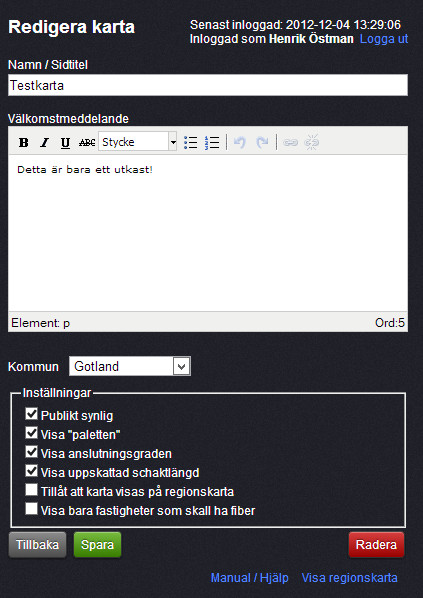 Redigera karta
Senast inloggad: 2012-12-04 13:29:06
Inloggad som Henrik Östman Logga ut
Namn / Sidtitel
Testkarta
Välkomstmeddelande
B I U ABC Stycke
Detta är bara ett utkast!
Element: p Ord:5
Kommun Gotland
Inställningar
Publikt synlig
Visa "paletten"
Visa anslutningsgraden
Visa uppskattad schaktlängd
Tillåt att karta visas på regionskarta
Visa bara fastigheter som skall ha fiber
Tillbaka Spara Radera
Manual / Hjälp Visa regionskarta